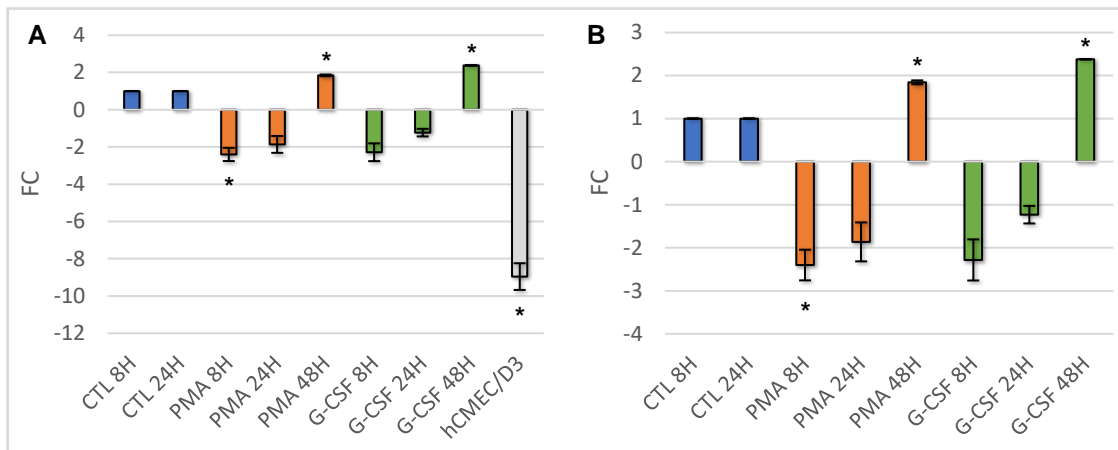 A
FC
4
2
0
-2
-4
-6
-8
-10
-12
*
*
*
*
CTL 8H
CTL 24H
PMA 8H
PMA 24H
PMA 48H
G-CSF 8H
G-CSF 24H
G-CSF 48H
hCMEC/D3
B
FC
3
2
1
0
-1
-2
-3
-4
*
*
*
CTL 8H
CTL 24H
PMA 8H
PMA 24H
PMA 48H
G-CSF 8H
G-CSF 24H
G-CSF 48H